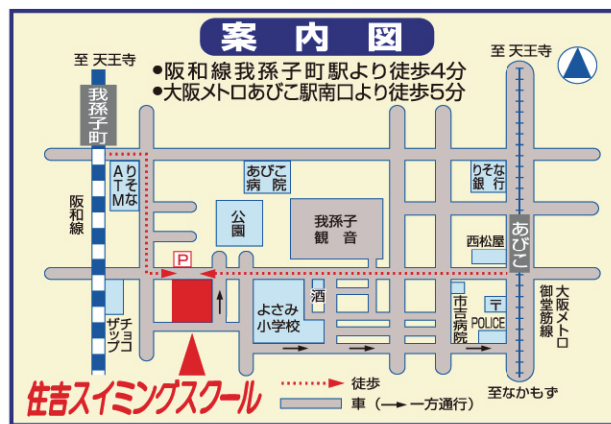 案内図
至 天王寺
●阪和線我孫子町駅より徒歩4分
●大阪メトロあびこ駅南口より徒歩5分
至 天王寺
我孫子町
りそな
ATM
あびこ
病院
りそな
銀行
阪和線
公園
我孫子
観音
あびこ
西松屋
P
チョコ
ザップ
よさみ
小学校
酒
市吉病院
〒
POLICE
大阪メトロ
御堂筋線
住吉スイミングスクール
徒歩
車(→一方通行)
至なかもず